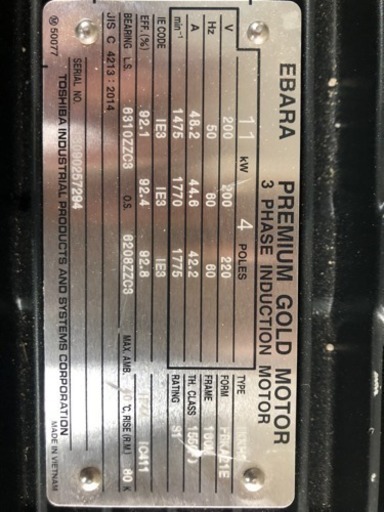 EBARA PREMIUM GOLD MOTOR
3 PHASE INDUCTION MOTOR
11 kW 4 POLES
TYPE
FORM
FRAME
TH. CLASS
RATING S1
V 200 200 220
Hz 50 60 60
A 48.2 44.6 42.2
min⁻¹ 1475 1770 1775
IE CODE IE3 IE3 IE3
EFF.(%) 92.1 92.4 92.8
IC411
BEARING L.S. 6310ZZC3 O.S. 6208ZZC3
MAX. AMB. °C, RISE (R.M.) 80 K
JIS C 4213 : 2014
SERIAL NO.
TOSHIBA INDUSTRIAL PRODUCTS AND SYSTEMS CORPORATION
Ⓜ 50077
MADE IN VIETNAM